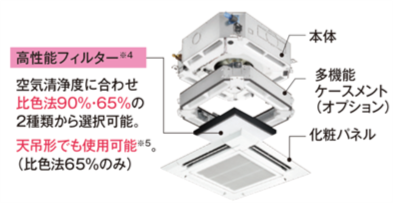 高性能フィルター※4
空気清浄度に合わせ
比色法90%・65%の
2種類から選択可能。
天吊形でも使用可能※5。
(比色法65%のみ)
本体
多機能
ケースメント
(オプション)
化粧パネル